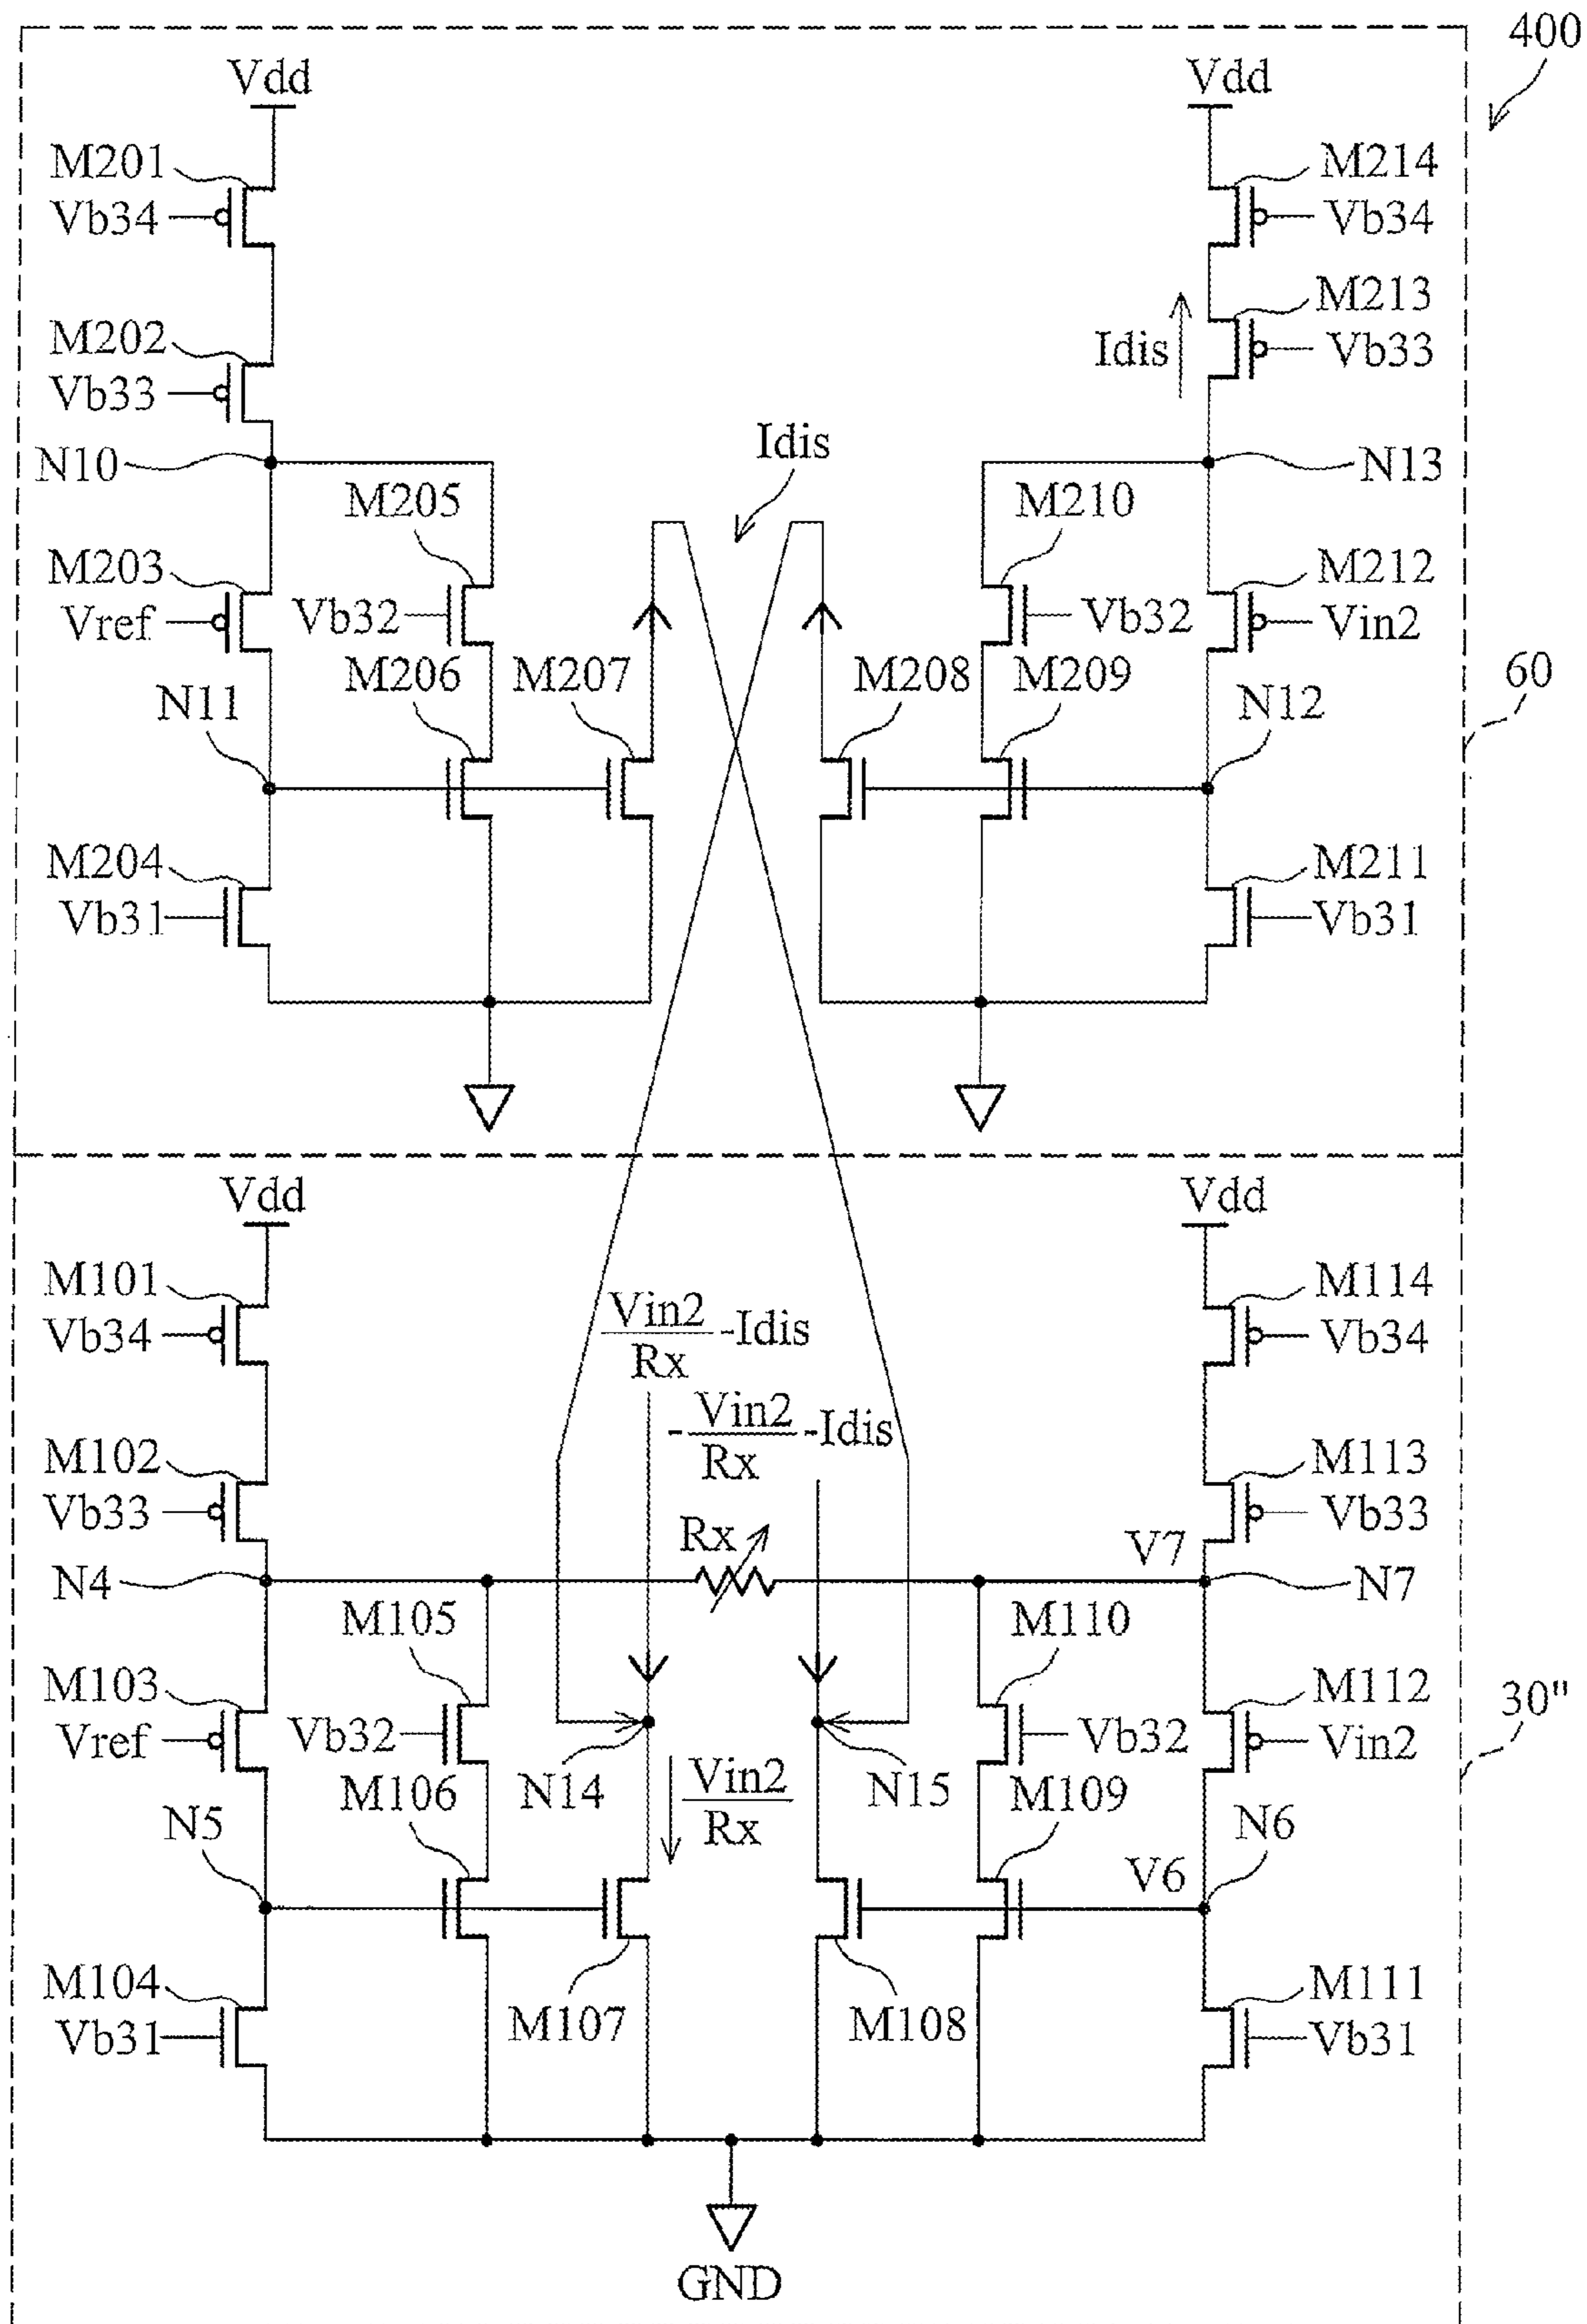 400
Vdd
Vdd
M201
Vb34
M214
Vb34
M202
Vb33
Idis
M213
Vb33
N10
Idis
N13
M205
M210
M203
Vref
Vb32
Vb32
M212
Vin2
M206
M207
M208
M209
N11
N12
60
M204
Vb31
M211
Vb31
Vdd
Vdd
M101
Vb34
Vin2
Rx
-Idis
M114
Vb34
-Vin2
Rx
-Idis
M102
Vb33
M113
Vb33
Rx
V7
N4
N7
M105
M110
M103
Vref
Vb32
Vb32
M112
Vin2
30"
N14
Vin2
Rx
N15
M106
M109
N5
V6
N6
M104
Vb31
M107
M108
M111
Vb31
GND